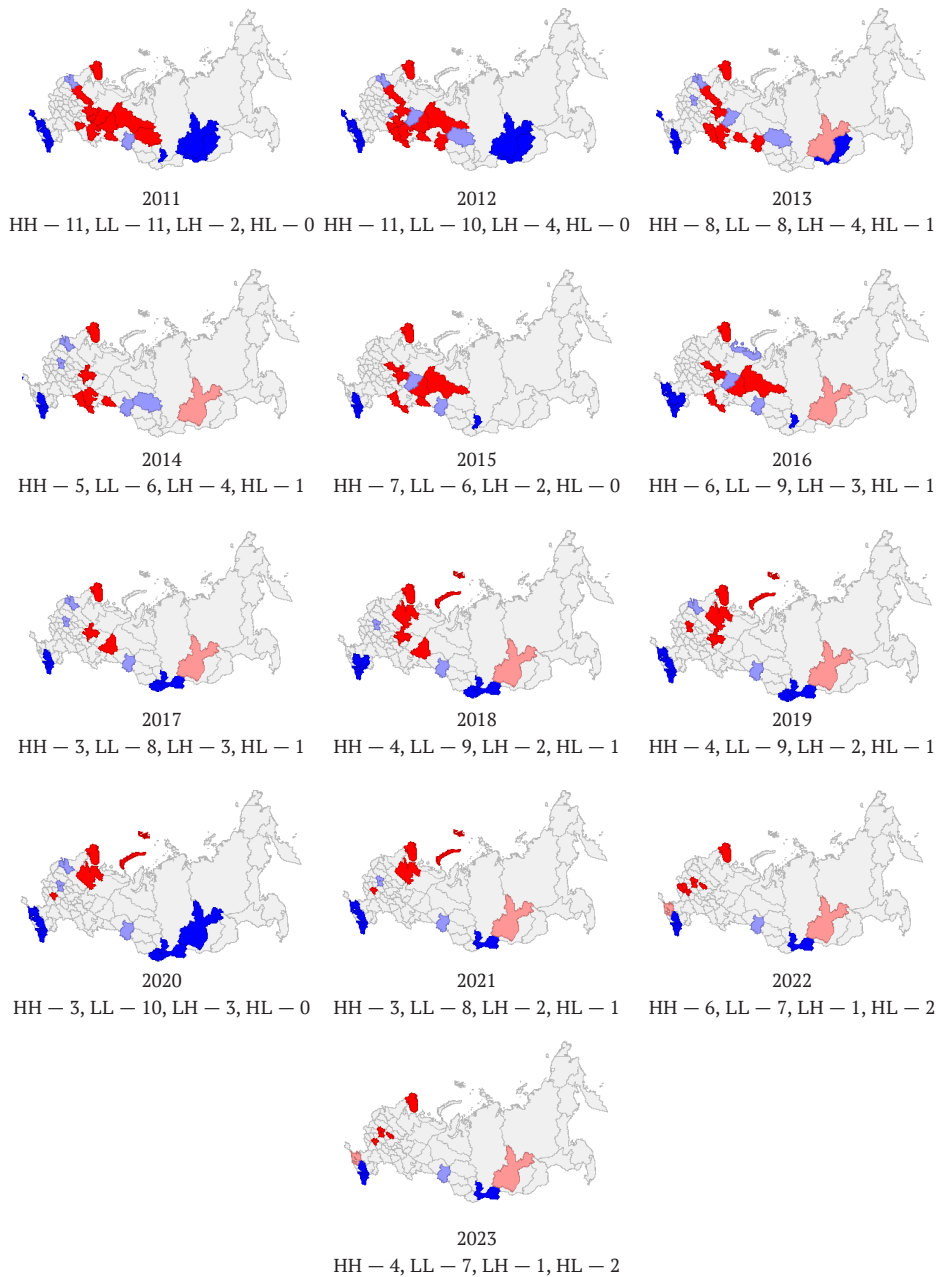 2011
2012
2013
HH — 11, LL — 11, LH — 2, HL — 0
HH — 11, LL — 10, LH — 4, HL — 0
HH — 8, LL — 8, LH — 4, HL — 1
2014
2015
2016
HH — 5, LL — 6, LH — 4, HL — 1
HH — 7, LL — 6, LH — 2, HL — 0
HH — 6, LL — 9, LH — 3, HL — 1
2017
2018
2019
HH — 3, LL — 8, LH — 3, HL — 1
HH — 4, LL — 9, LH — 2, HL — 1
HH — 4, LL — 9, LH — 2, HL — 1
2020
2021
2022
HH — 3, LL — 10, LH — 3, HL — 0
HH — 3, LL — 8, LH — 2, HL — 1
HH — 6, LL — 7, LH — 1, HL — 2
2023
HH — 4, LL — 7, LH — 1, HL — 2